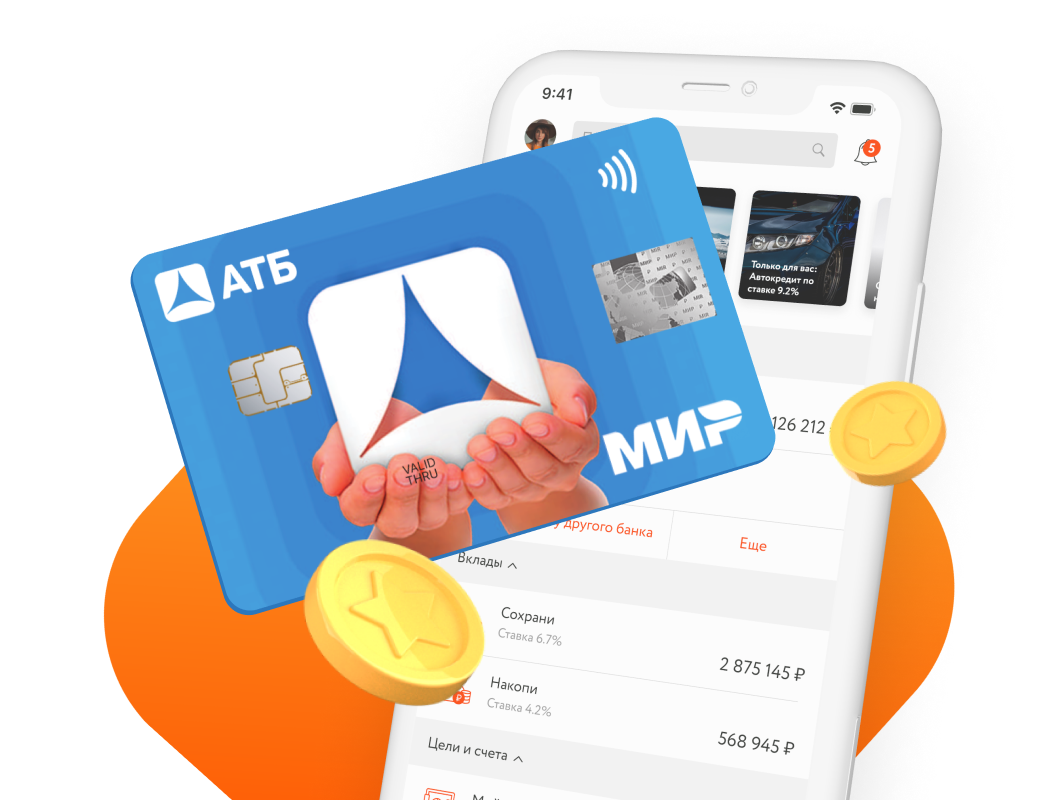 9:41
5
Только для вас:
Автокредит по
ставке 9.2%
АТБ
VALID
THRU
МИР
126 212
другого банка
Еще
Вклады
Сохрани
Ставка 6.7%
2 875 145 ₽
Накопи
Ставка 4.2%
568 945 ₽
Цели и счета